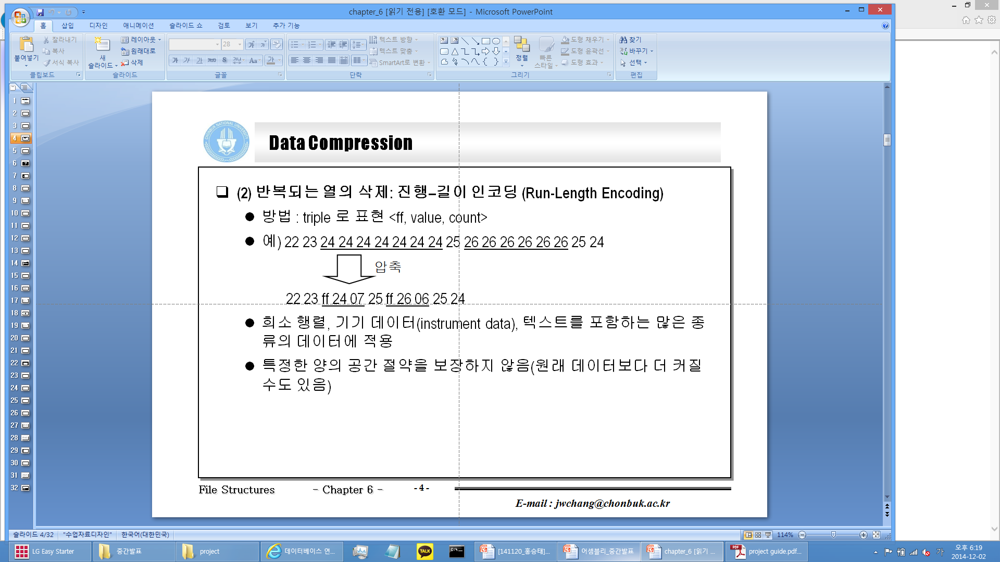 chapter_6 [읽기 전용] [호환 모드] - Microsoft PowerPoint
홈 삽입 디자인 애니메이션 슬라이드 쇼 검토 보기 추가 기능
붙여넣기 잘라내기 복사 서식 복사 클립보드
새 슬라이드 레이아웃 원래대로 삭제 슬라이드
28 글꼴
텍스트 방향 텍스트 맞춤 SmartArt로 변환 단락
정렬 빠른 스타일 도형 채우기 도형 윤곽선 도형 효과 그리기
찾기 바꾸기 선택 편집
1
2
3
4
5
6
7
8
9
10
11
12
13
14
15
16
17
18
19
20
21
22
23
24
25
26
27
28
29
30
31
32
CHONBUK NATIONAL UNIVERSITY
Data Compression
(2) 반복되는 열의 삭제: 진행–길이 인코딩 (Run-Length Encoding)
방법 : triple 로 표현 <ff, value, count>
예) 22 23 24 24 24 24 24 24 24 25 26 26 26 26 26 26 25 24
압축
22 23 ff 24 07 25 ff 26 06 25 24
희소 행렬, 기기 데이터(instrument data), 텍스트를 포함하는 많은 종
류의 데이터에 적용
특정한 양의 공간 절약을 보장하지 않음(원래 데이터보다 더 커질
수도 있음)
File Structures - Chapter 6 - - 4 -
E-mail : jwchang@chonbuk.ac.kr
슬라이드 4/32 "수업자료디자인" 한국어(대한민국) 114%
LG Easy Starter 중간발표 project 데이터베이스 연... TALK C:\ [141120_홍승태]... 어셈블리_중간발표 chapter_6 [읽기 ... PDF project guide.pdf... 가 오후 6:19
2014-12-02